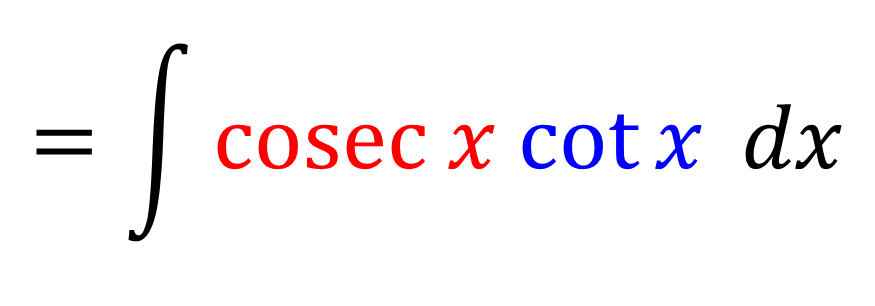 = ∫ cosec x cot x dx